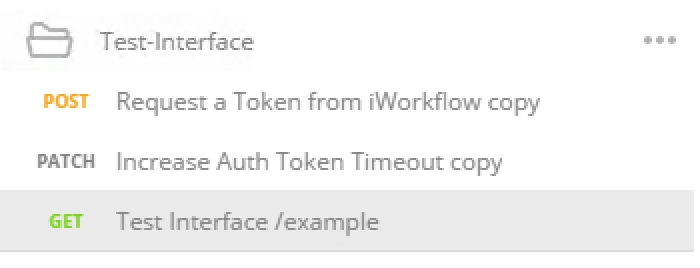 Test-Interface
POST Request a Token from iWorkflow copy
PATCH Increase Auth Token Timeout copy
GET Test Interface /example